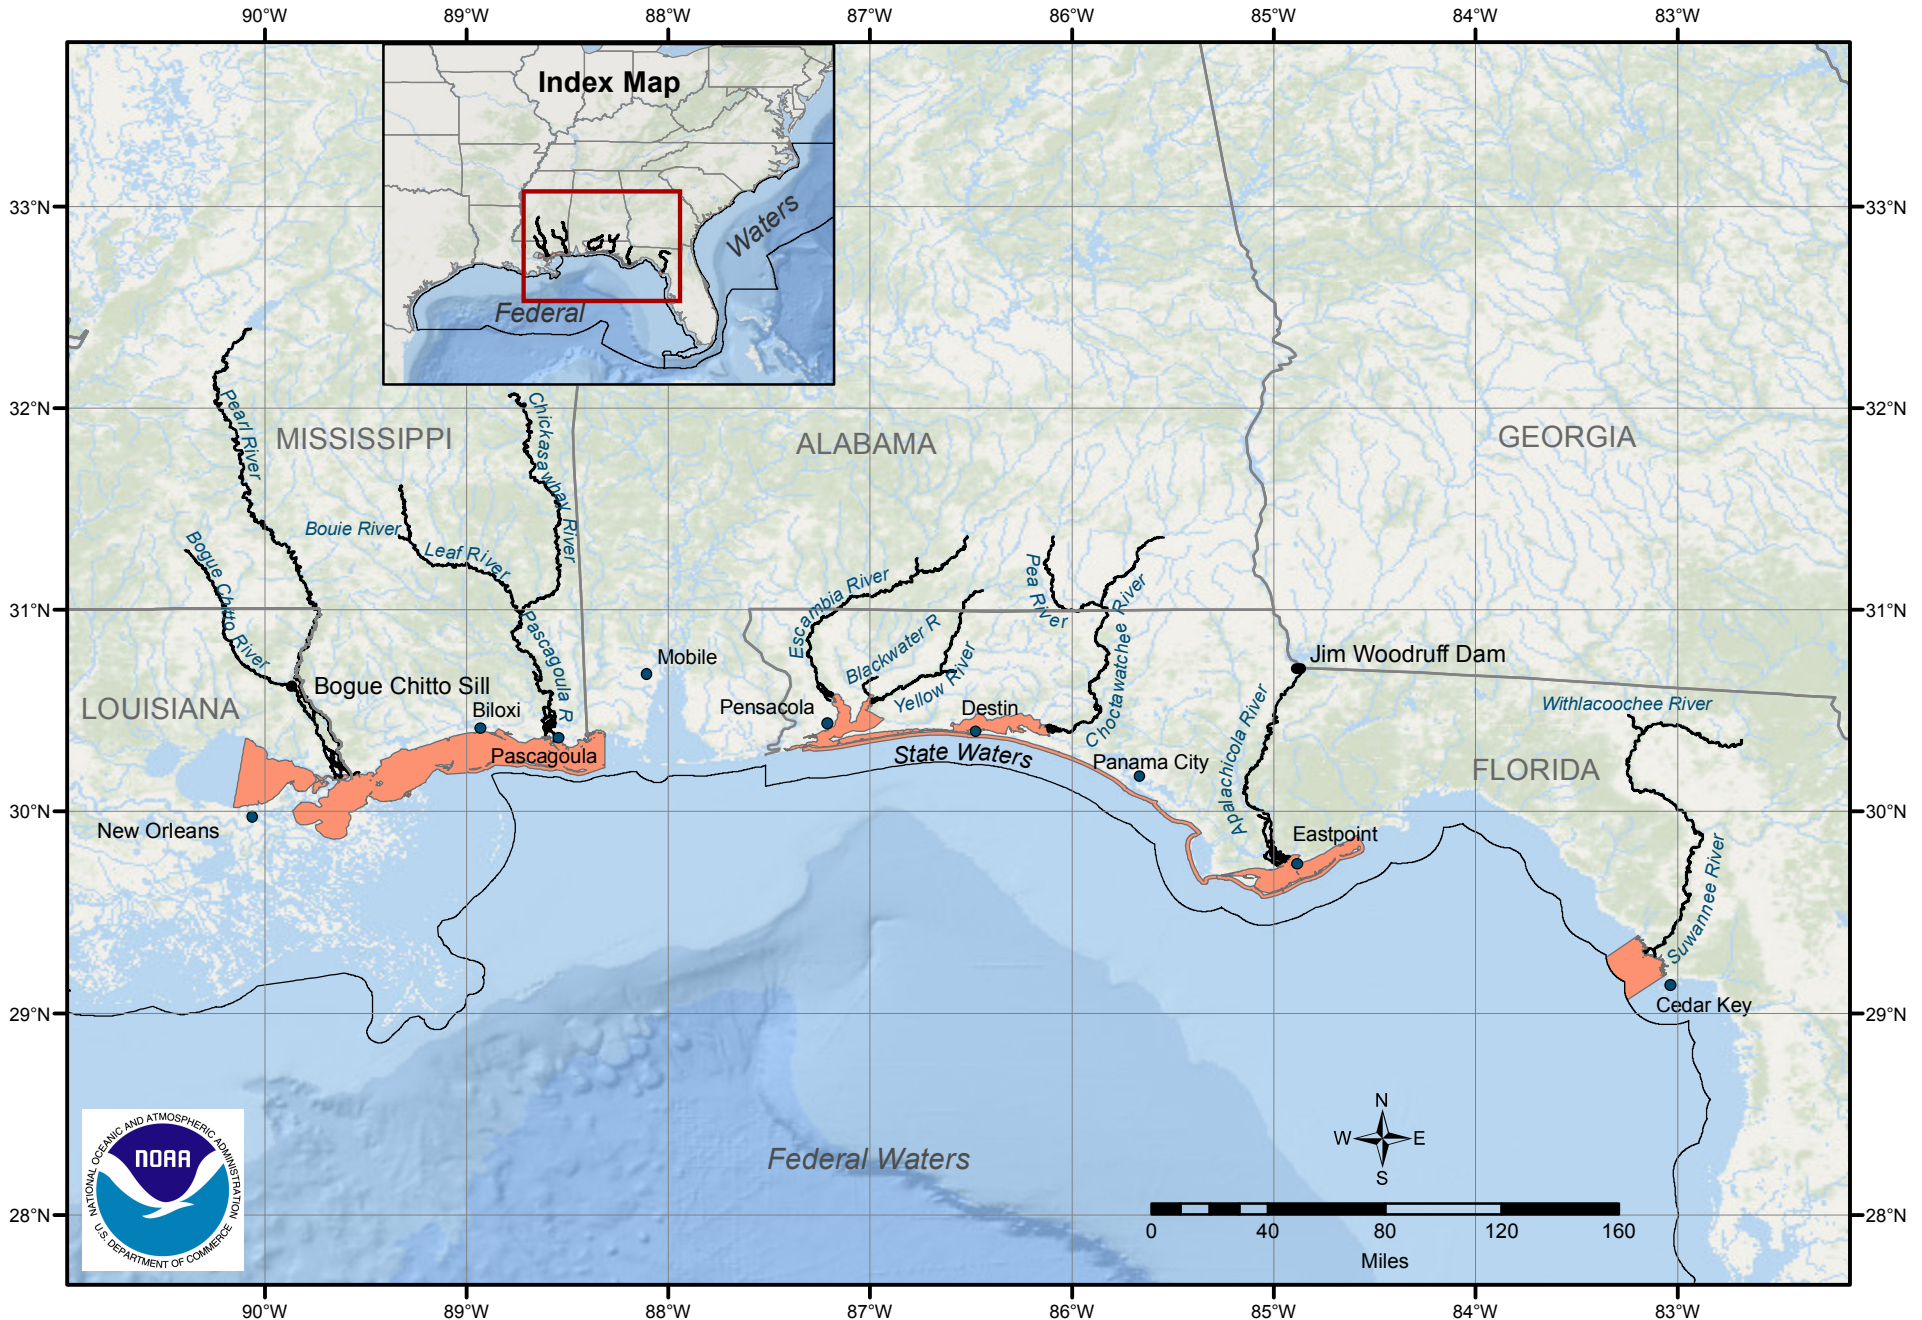 90°W 89°W 88°W 87°W 86°W 85°W 84°W 83°W
Index Map
Waters
Federal
33°N 33°N
32°N 32°N
31°N 31°N
30°N 30°N
29°N 29°N
28°N 28°N
MISSISSIPPI
ALABAMA
GEORGIA
LOUISIANA
FLORIDA
Pearl River
Chickasawhay River
Bouie River
Leaf River
Bogue Chitto River
Pascagoula R
Escambia River
Blackwater R
Yellow River
Pea River
Choctawatchee River
Apalachicola River
Withlacoochee River
Suwannee River
Mobile
Jim Woodruff Dam
Bogue Chitto Sill
Biloxi
Pascagoula
Pensacola
Destin
State Waters
Panama City
New Orleans
Eastpoint
Cedar Key
Federal Waters
N
W E
S
0 40 80 120 160
Miles
NATIONAL OCEANIC AND ATMOSPHERIC ADMINISTRATION
NOAA
U.S. DEPARTMENT OF COMMERCE
90°W 89°W 88°W 87°W 86°W 85°W 84°W 83°W